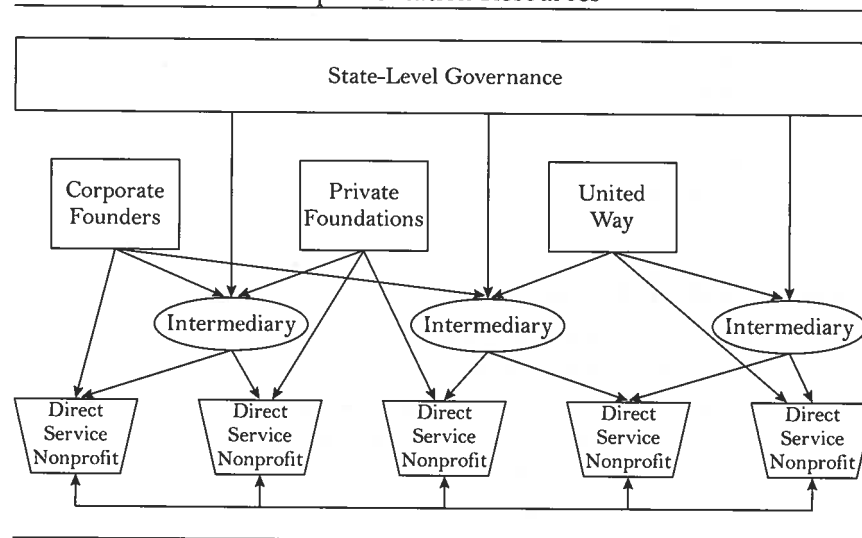 Resources
State-Level Governance
Corporate
Founders
Private
Foundations
United
Way
Intermediary
Intermediary
Intermediary
Direct
Service
Nonprofit
Direct
Service
Nonprofit
Direct
Service
Nonprofit
Direct
Service
Nonprofit
Direct
Service
Nonprofit